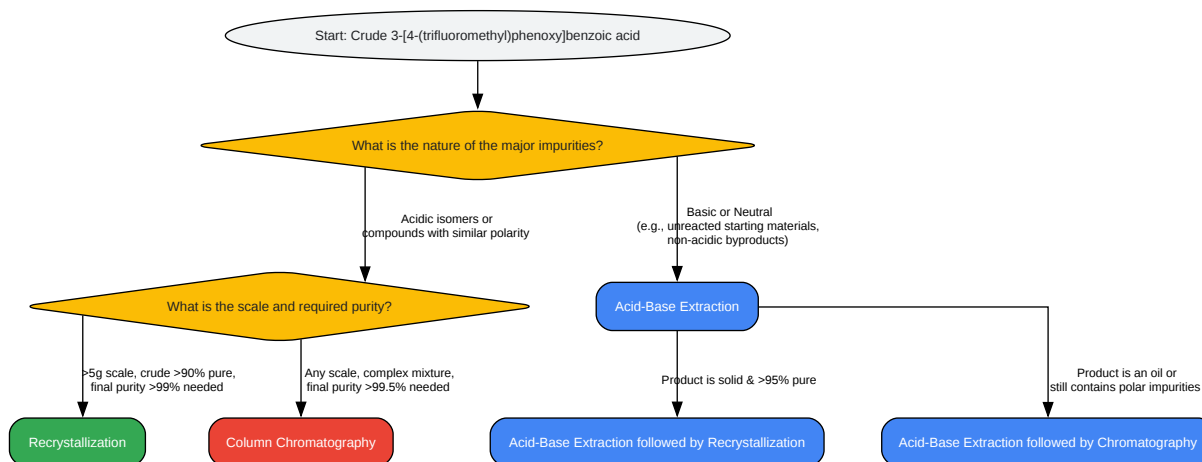 Start: Crude 3-[4-(trifluoromethyl)phenoxy]benzoic acid
What is the nature of the major impurities?
Acidic isomers or
compounds with similar polarity
Basic or Neutral
(e.g., unreacted starting materials,
non-acidic byproducts)
What is the scale and required purity?
Acid-Base Extraction
>5g scale, crude >90% pure,
final purity >99% needed
Any scale, complex mixture,
final purity >99.5% needed
Product is solid & >95% pure
Product is an oil or
still contains polar impurities
Recrystallization
Column Chromatography
Acid-Base Extraction followed by Recrystallization
Acid-Base Extraction followed by Chromatography